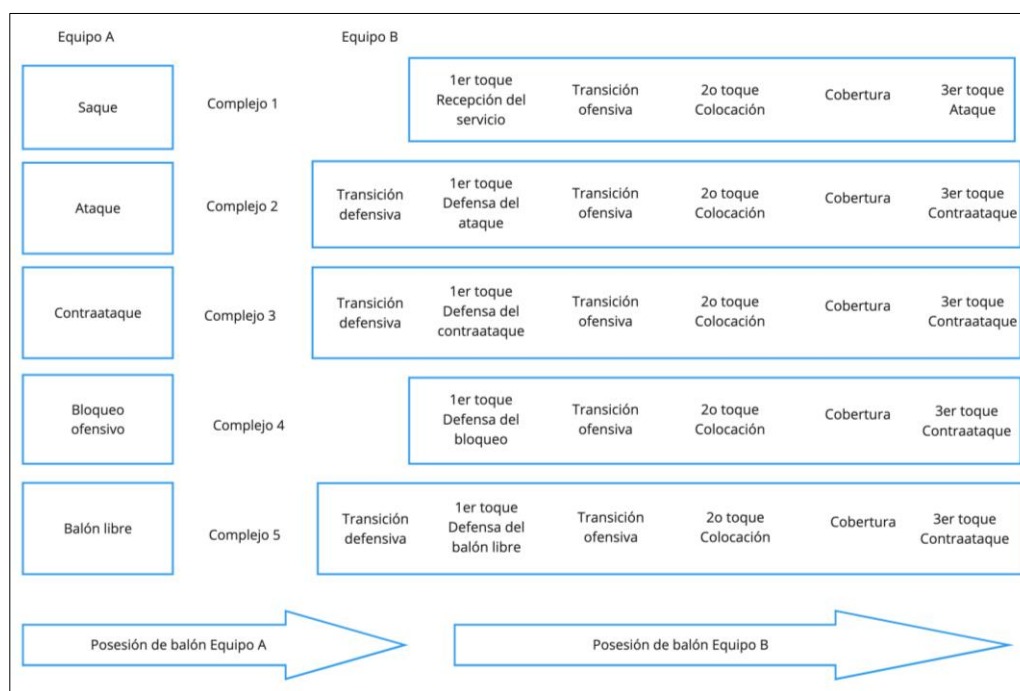 Equipo A
Equipo B
Saque
Complejo 1
1er toque
Recepción del
servicio
Transición
ofensiva
2o toque
Colocación
Cobertura
3er toque
Ataque
Ataque
Complejo 2
Transición
defensiva
1er toque
Defensa del
ataque
Transición
ofensiva
2o toque
Colocación
Cobertura
3er toque
Contraataque
Contraataque
Complejo 3
Transición
defensiva
1er toque
Defensa del
contraataque
Transición
ofensiva
2o toque
Colocación
Cobertura
3er toque
Contraataque
Bloqueo
ofensivo
Complejo 4
1er toque
Defensa del
bloqueo
Transición
ofensiva
2o toque
Colocación
Cobertura
3er toque
Contraataque
Balón libre
Complejo 5
Transición
defensiva
1er toque
Defensa del
balón libre
Transición
ofensiva
2o toque
Colocación
Cobertura
3er toque
Contraataque
Posesión de balón Equipo A
Posesión de balón Equipo B